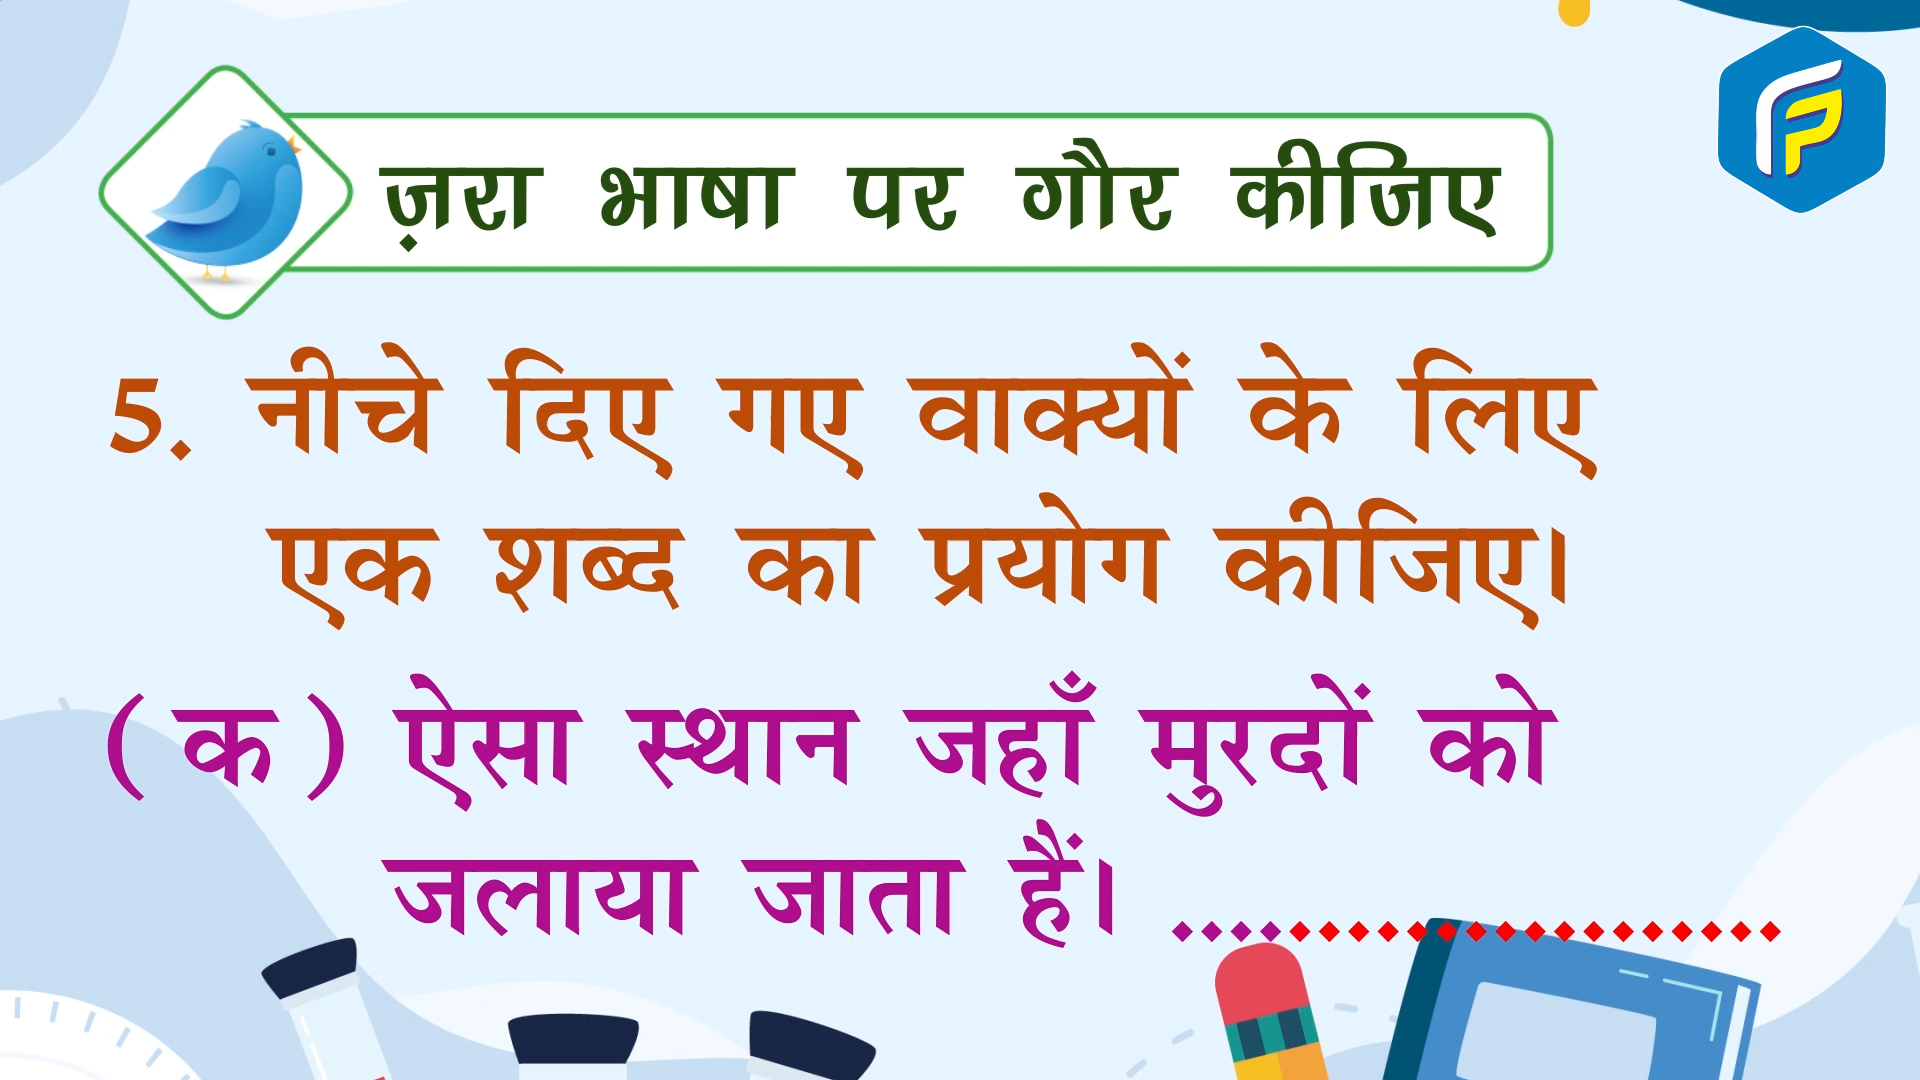 ज़रा भाषा पर गौर कीजिए
5. नीचे दिए गए वाक्यों के लिए
एक शब्द का प्रयोग कीजिए।
(क) ऐसा स्थान जहाँ मुरदों को
जलाया जाता हैं। .....................